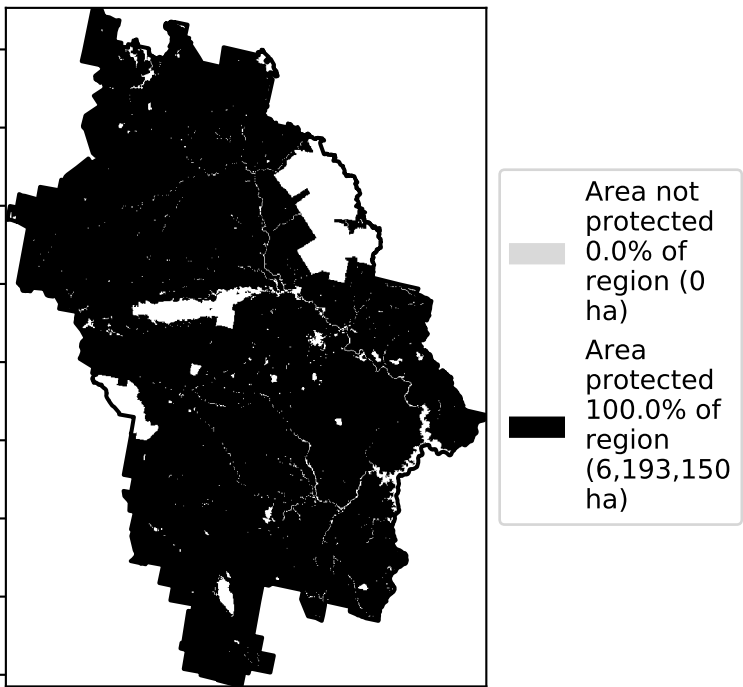 Area not
protected
0.0% of
region (0
ha)
Area
protected
100.0% of
region
(6,193,150
ha)